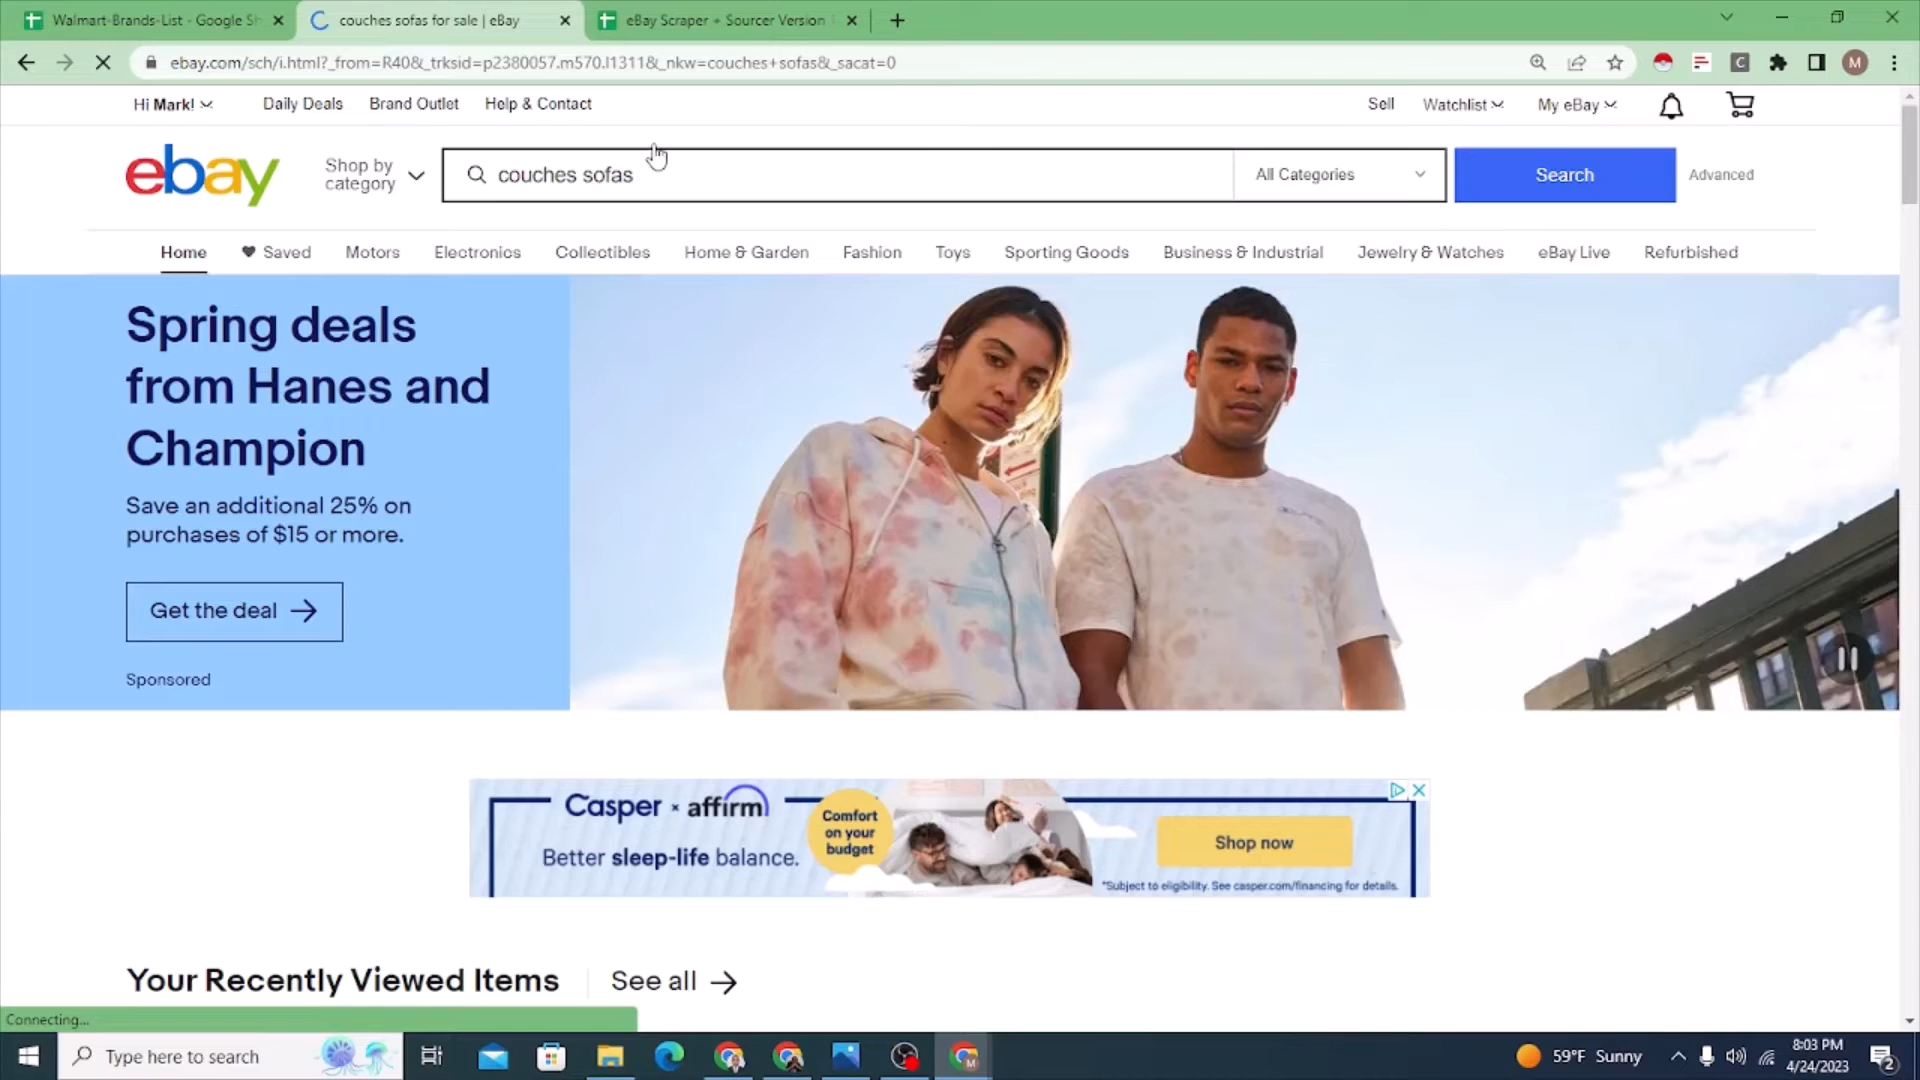 Walmart-Brands-List - Google Sh
couches sofas for sale | eBay
eBay Scraper + Sourcer Version
ebay.com/sch/i.html?_from=R40&_trksid=p2380057.m570.l1311&_nkw=couches+sofas&_sacat=0
C
M
Hi Mark!
Daily Deals
Brand Outlet
Help & Contact
Sell
Watchlist
My eBay
ebay
Shop by
category
couches sofas
All Categories
Search
Advanced
Home
Saved
Motors
Electronics
Collectibles
Home & Garden
Fashion
Toys
Sporting Goods
Business & Industrial
Jewelry & Watches
eBay Live
Refurbished
Spring deals
from Hanes and
Champion
Save an additional 25% on
purchases of $15 or more.
Get the deal
Sponsored
Casper × affirm
Better sleep-life balance.
Comfort
on your
budget
Shop now
*Subject to eligibility. See casper.com/financing for details.
Your Recently Viewed Items
See all
Connecting...
Type here to search
59°F Sunny
8:03 PM
4/24/2023
2